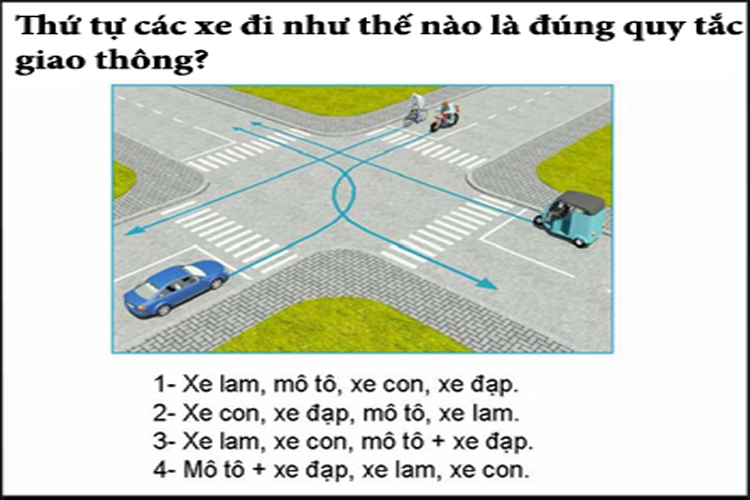 Thứ tự các xe đi như thế nào là đúng quy tắc
giao thông?
1- Xe lam, mô tô, xe con, xe đạp.
2- Xe con, xe đạp, mô tô, xe lam.
3- Xe lam, xe con, mô tô + xe đạp.
4- Mô tô + xe đạp, xe lam, xe con.